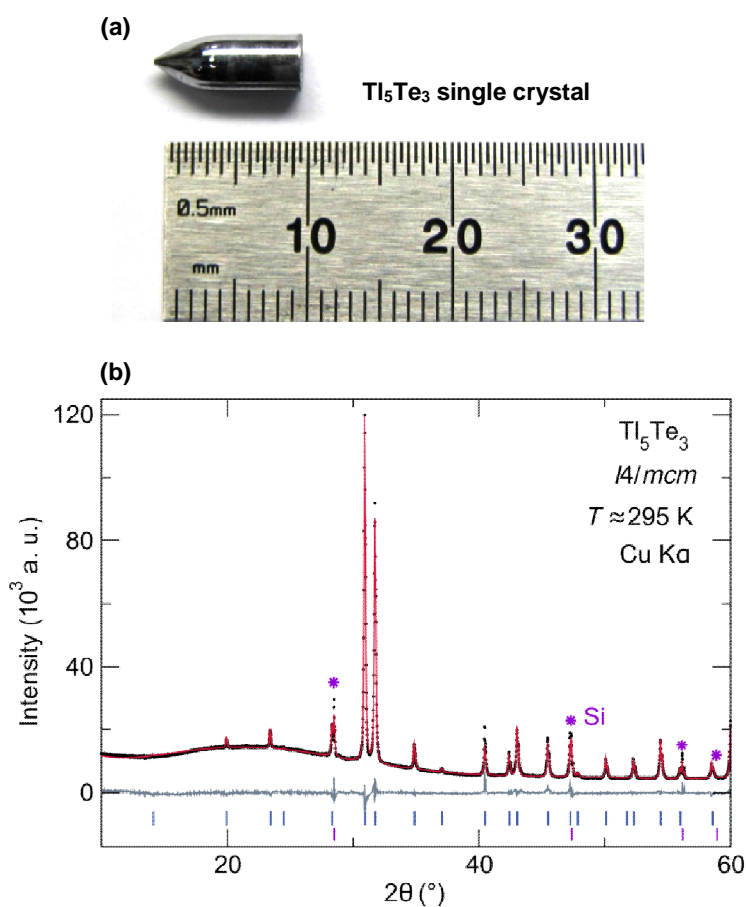 (a)
Tl₅Te₃ single crystal
0.5mm
10 20 30
mm
(b)
120
80
40
0
Intensity (10³ a. u.)
Tl₅Te₃
I4/mcm
T ≈ 295 K
Cu Kα
* Si
* * *
20 40 60
2θ (°)